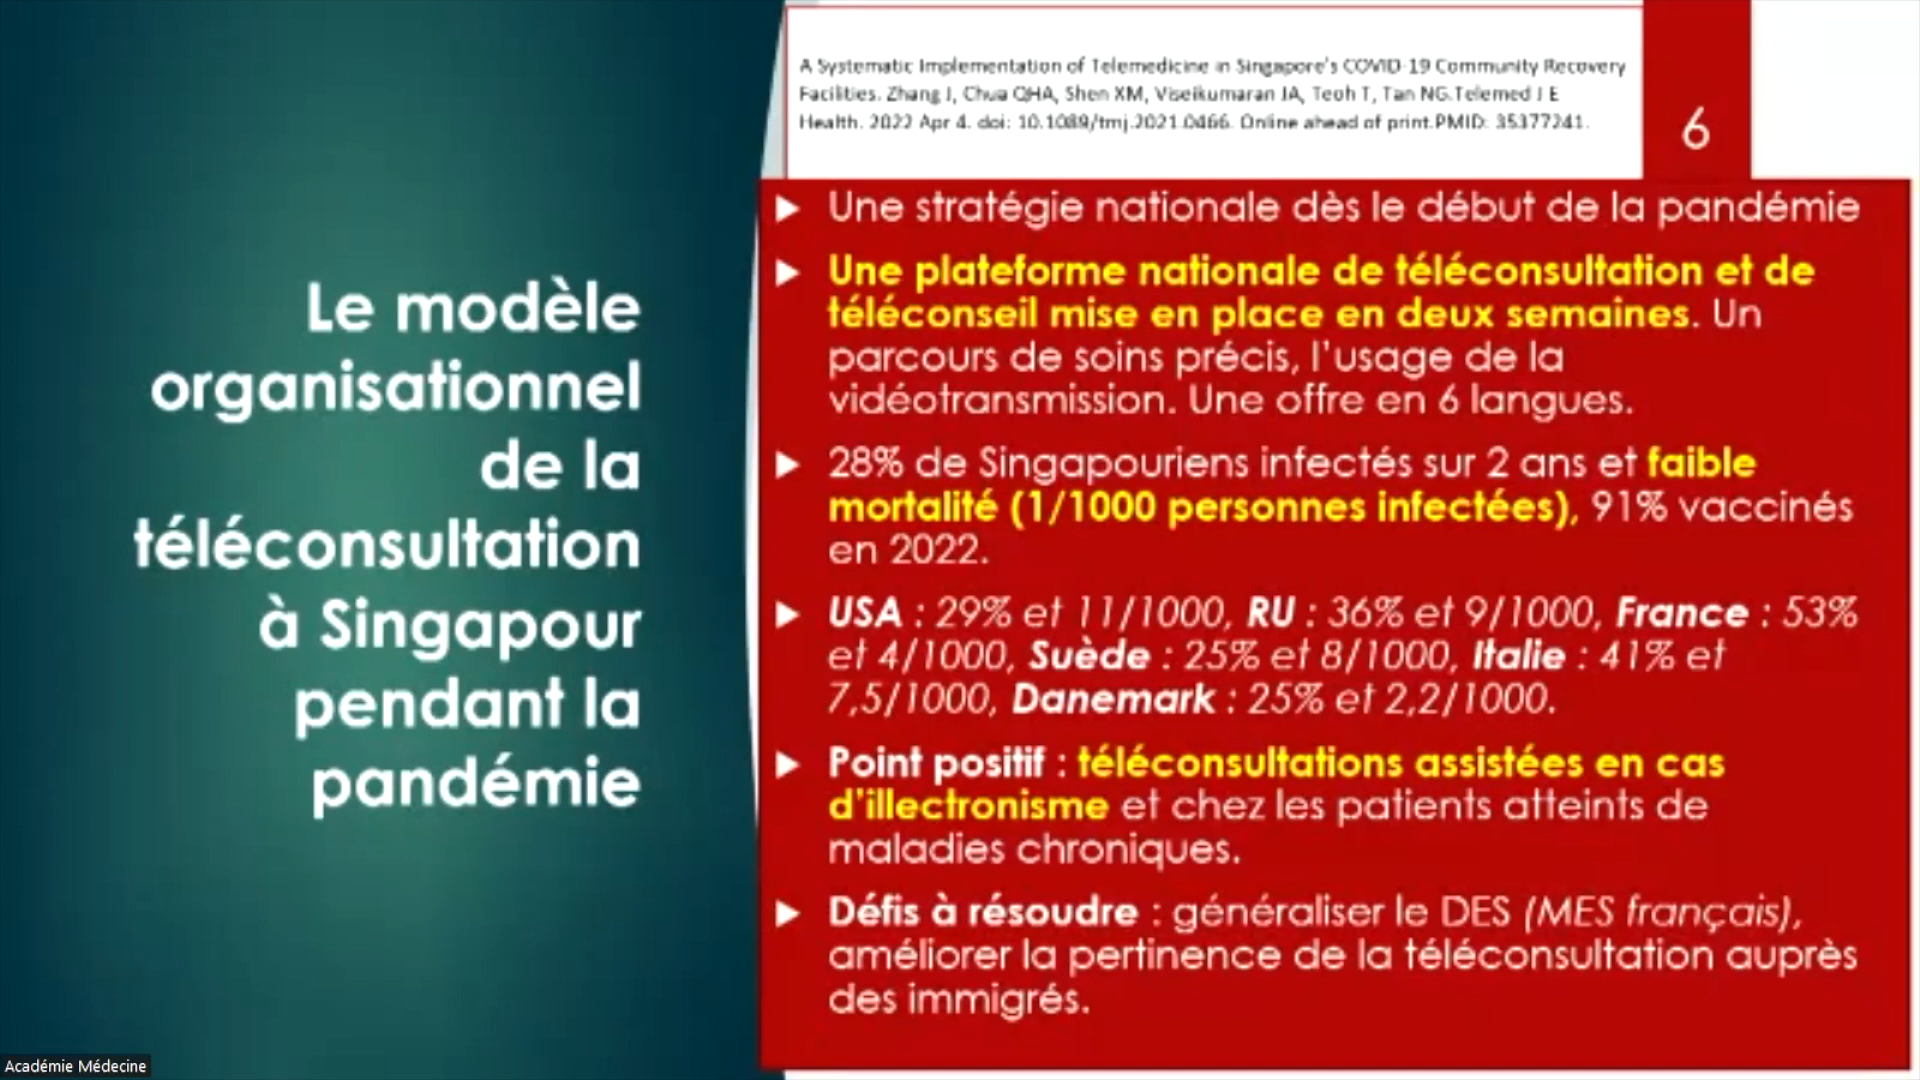 A Systematic Implementation of Telemedicine in Singapore's COVID-19 Community Recovery
Facilities. Zhang J, Chua QHA, Shen XM, Viseikumaran JA, Teoh T, Tan NG.Telemed J E
Health. 2022 Apr 4. doi: 10.1089/tmj.2021.0466. Online ahead of print.PMID: 35377241.
6
Le modèle
organisationnel
de la
téléconsultation
à Singapour
pendant la
pandémie
Une stratégie nationale dès le début de la pandémie
Une plateforme nationale de téléconsultation et de
téléconseil mise en place en deux semaines. Un
parcours de soins précis, l'usage de la
vidéotransmission. Une offre en 6 langues.
28% de Singapouriens infectés sur 2 ans et faible
mortalité (1/1000 personnes infectées), 91% vaccinés
en 2022.
USA : 29% et 11/1000, RU : 36% et 9/1000, France : 53%
et 4/1000, Suède : 25% et 8/1000, Italie : 41% et
7,5/1000, Danemark : 25% et 2,2/1000.
Point positif : téléconsultations assistées en cas
d'illectronisme et chez les patients atteints de
maladies chroniques.
Défis à résoudre : généraliser le DES (MES français),
améliorer la pertinence de la téléconsultation auprès
des immigrés.
Académie Médecine